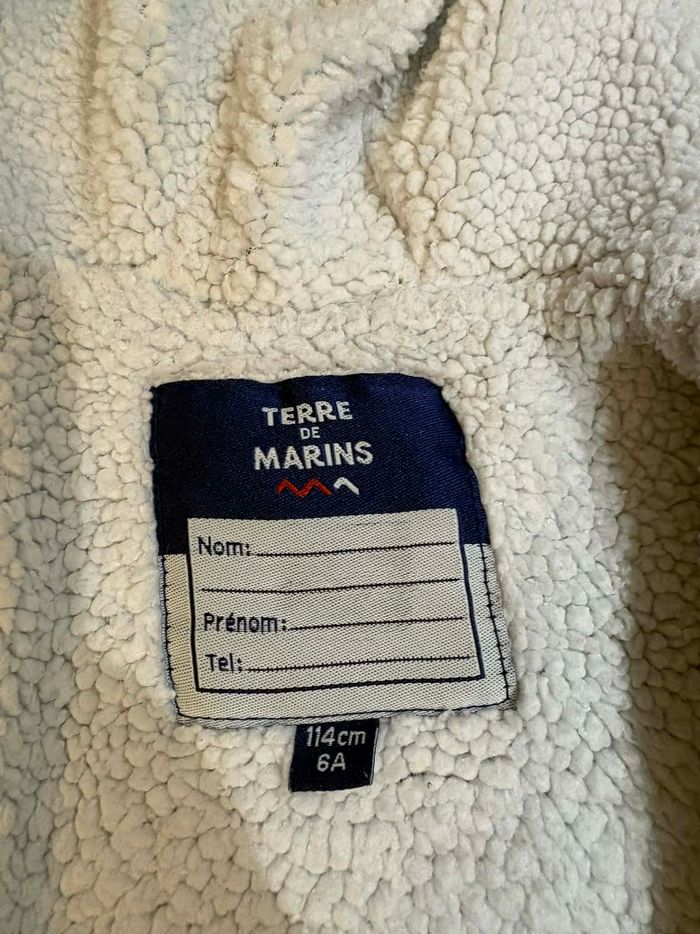 TERRE
DE
MARINS
Nom:
Prénom:
Tel:
114cm
6A